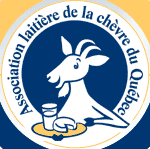 Association laitière de la chèvre du Québec